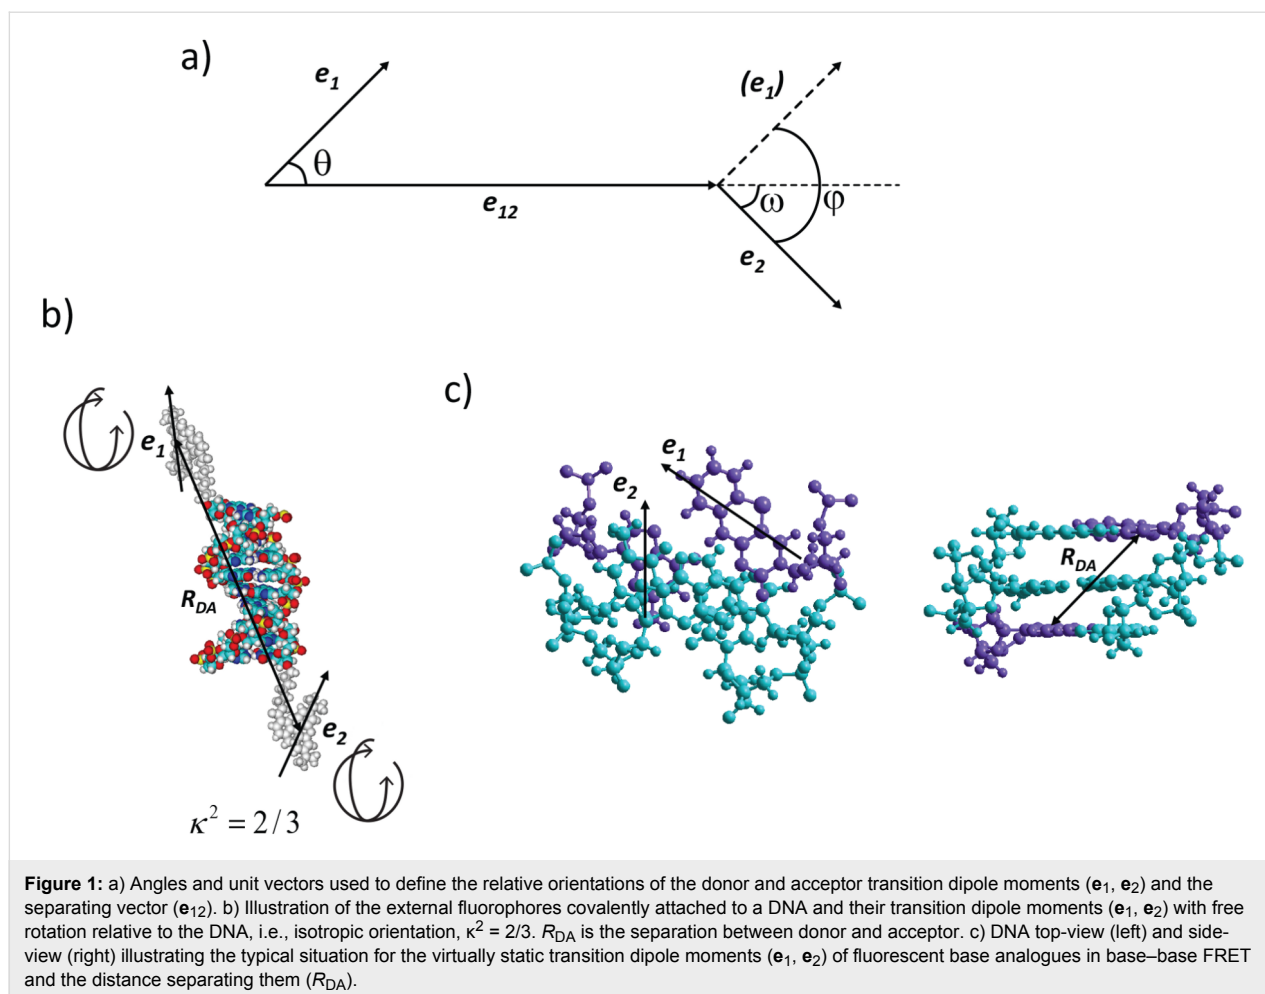 a)
e₁
(e₁)
θ
e₁₂
ω
φ
e₂
b)
c)
e₁
R_DA
e₂
κ² = 2/3
e₁
e₂
R_DA
Figure 1: a) Angles and unit vectors used to define the relative orientations of the donor and acceptor transition dipole moments (e₁, e₂) and the
separating vector (e₁₂). b) Illustration of the external fluorophores covalently attached to a DNA and their transition dipole moments (e₁, e₂) with free
rotation relative to the DNA, i.e., isotropic orientation, κ² = 2/3. R_DA is the separation between donor and acceptor. c) DNA top-view (left) and side-
view (right) illustrating the typical situation for the virtually static transition dipole moments (e₁, e₂) of fluorescent base analogues in base–base FRET
and the distance separating them (R_DA).